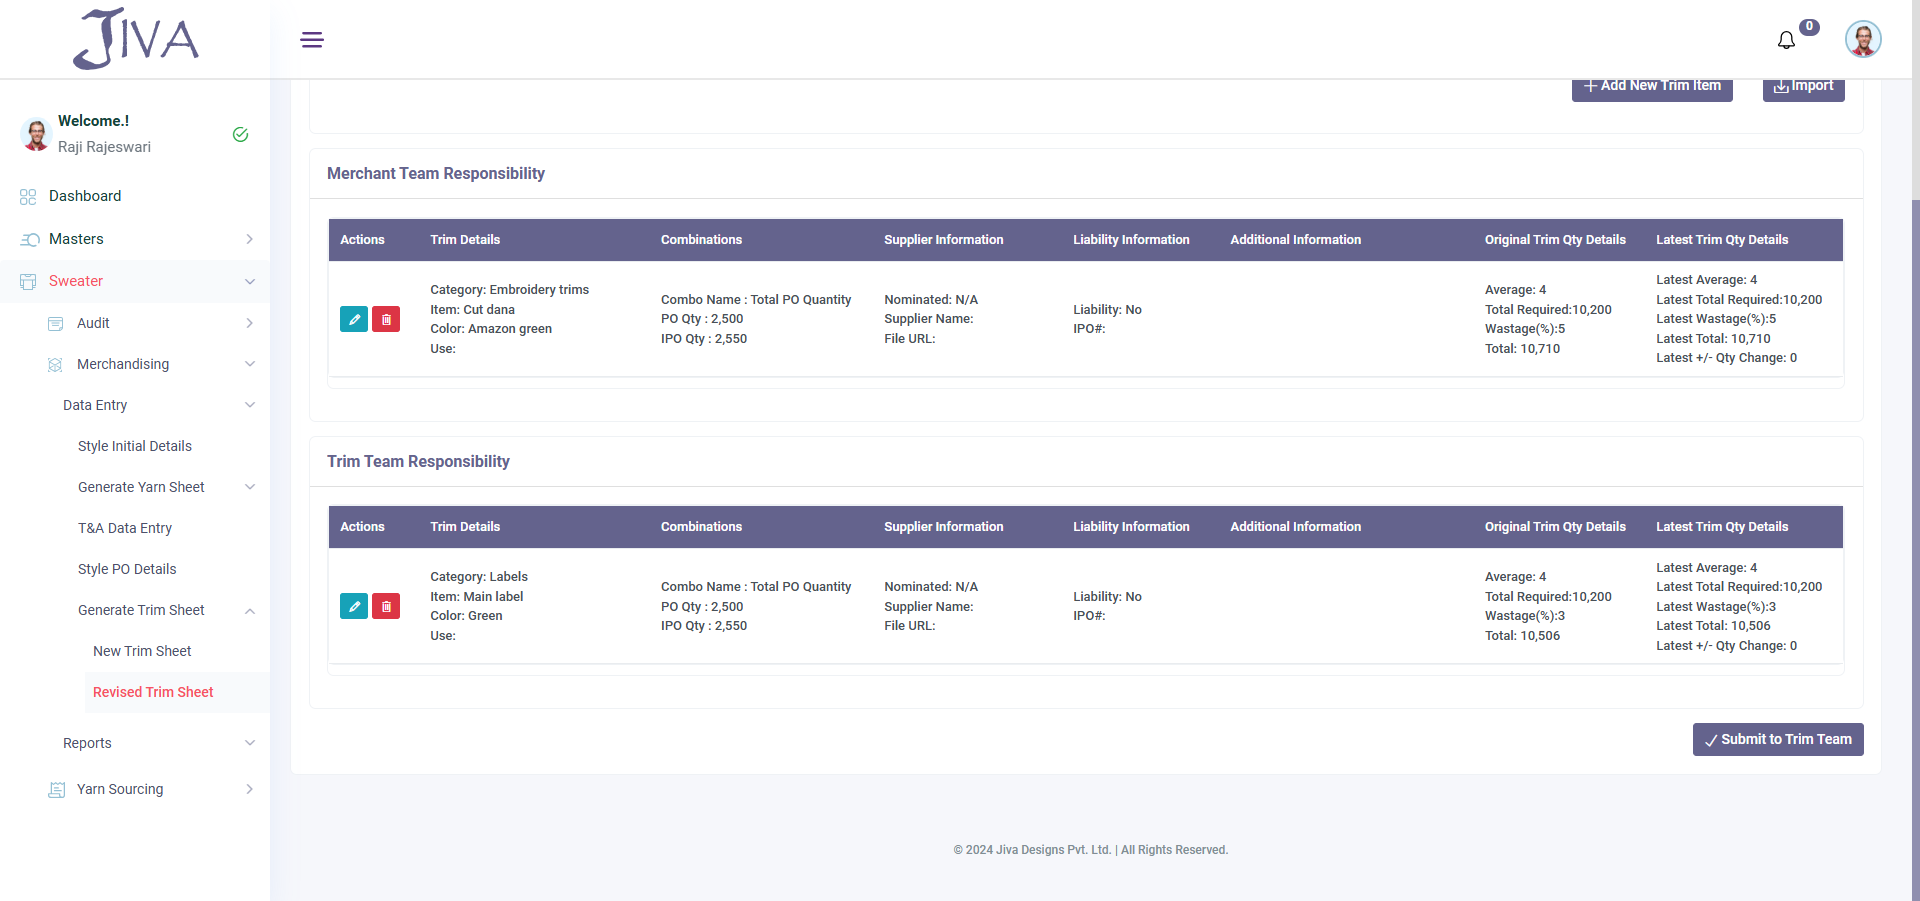 JIVA
0
Welcome.!
Raji Rajeswari
Dashboard
Masters
Sweater
Audit
Merchandising
Data Entry
Style Initial Details
Generate Yarn Sheet
T&A Data Entry
Style PO Details
Generate Trim Sheet
New Trim Sheet
Revised Trim Sheet
Reports
Yarn Sourcing
Add New Trim Item Import
Merchant Team Responsibility
Actions Trim Details Combinations Supplier Information Liability Information Additional Information Original Trim Qty Details Latest Trim Qty Details
Category: Embroidery trims
Item: Cut dana
Color: Amazon green
Use:
Combo Name : Total PO Quantity
PO Qty : 2,500
IPO Qty : 2,550
Nominated: N/A
Supplier Name:
File URL:
Liability: No
IPO#:
Average: 4
Total Required:10,200
Wastage(%):5
Total: 10,710
Latest Average: 4
Latest Total Required:10,200
Latest Wastage(%):5
Latest Total: 10,710
Latest +/- Qty Change: 0
Trim Team Responsibility
Actions Trim Details Combinations Supplier Information Liability Information Additional Information Original Trim Qty Details Latest Trim Qty Details
Category: Labels
Item: Main label
Color: Green
Use:
Combo Name : Total PO Quantity
PO Qty : 2,500
IPO Qty : 2,550
Nominated: N/A
Supplier Name:
File URL:
Liability: No
IPO#:
Average: 4
Total Required:10,200
Wastage(%):3
Total: 10,506
Latest Average: 4
Latest Total Required:10,200
Latest Wastage(%):3
Latest Total: 10,506
Latest +/- Qty Change: 0
Submit to Trim Team
© 2024 Jiva Designs Pvt. Ltd. | All Rights Reserved.